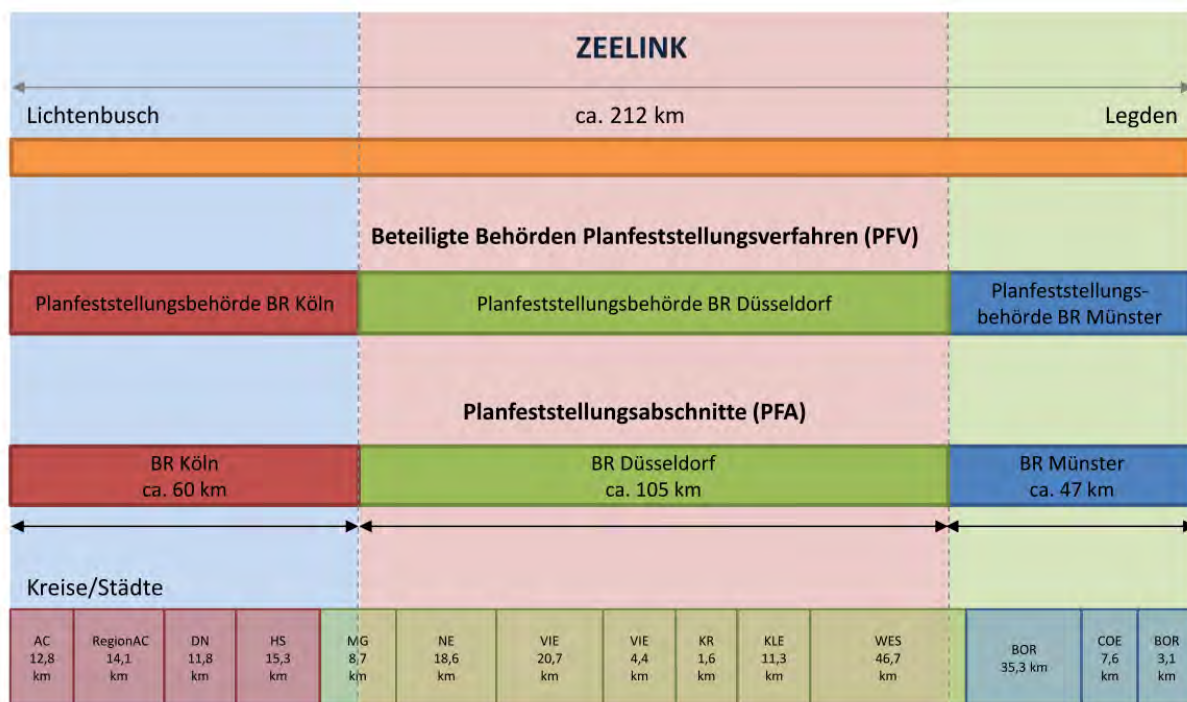 ZEELINK
Lichtenbusch ca. 212 km Legden
Beteiligte Behörden Planfeststellungsverfahren (PFV)
Planfeststellungsbehörde BR Köln
Planfeststellungsbehörde BR Düsseldorf
Planfeststellungs-
behörde BR Münster
Planfeststellungsabschnitte (PFA)
BR Köln
ca. 60 km
BR Düsseldorf
ca. 105 km
BR Münster
ca. 47 km
Kreise/Städte
AC
12,8
km
RegionAC
14,1
km
DN
11,8
km
HS
15,3
km
MG
8,7
km
NE
18,6
km
VIE
20,7
km
VIE
4,4
km
KR
1,6
km
KLE
11,3
km
WES
46,7
km
BOR
35,3 km
COE
7,6
km
BOR
3,1
km